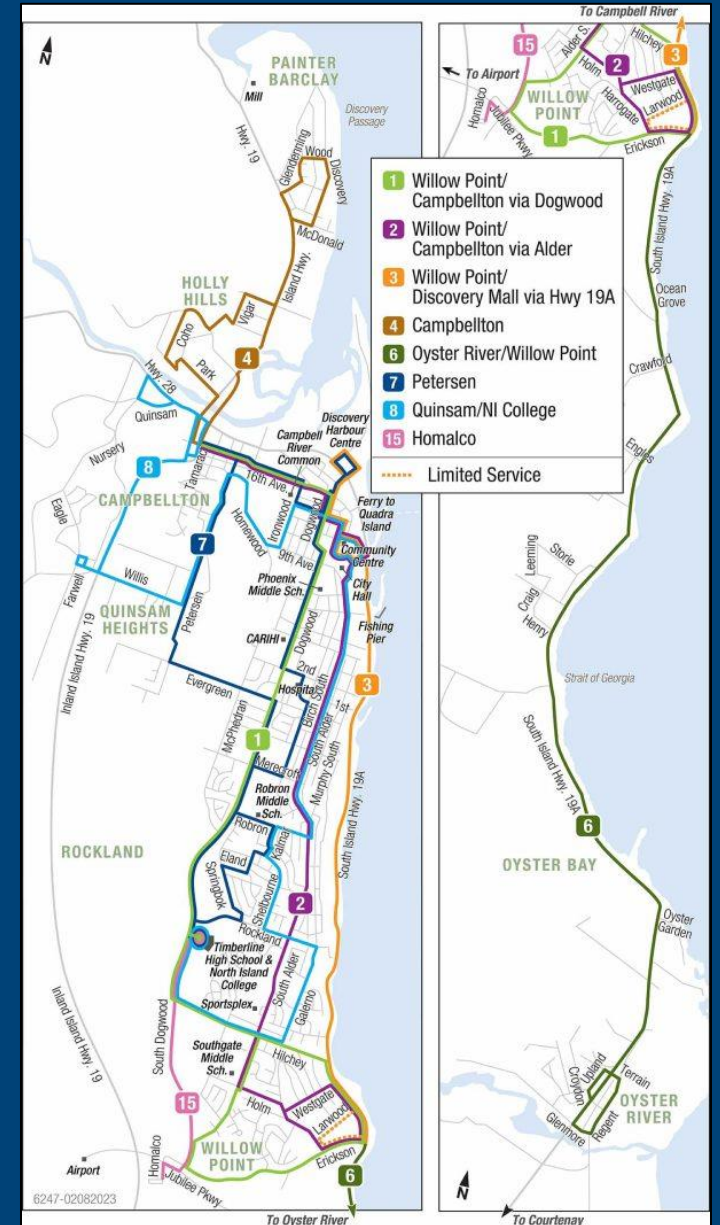 N
PAINTER
BARCLAY
Mill
Discovery
Passage
Hwy. 19
Glendenning
Wood
Discovery
McDonald
Island Hwy.
HOLLY
HILLS
Vigar
Coho
Park
4
Hwy. 28
Quinsam
Nursery
8
Tamarac
CAMPBELLTON
Eagle
Farwell
Willis
QUINSAM
HEIGHTS
7
Petersen
Homewood
Ironwood
16th Ave.
Campbell
River
Common
Discovery
Harbour
Centre
Dogwood
Ferry to
Quadra
Island
9th Ave
Community
Centre
City
Hall
Phoenix
Middle Sch.
Fishing
Pier
CARIHI
Dogwood
2nd
Hospital
Birch South
1st
3
Evergreen
McPhedran
1
South Alder
Murphy South
Merecroft
Robron
Middle
Sch.
South Island Hwy. 19A
Inland Island Hwy. 19
ROCKLAND
Robron
Eland
Kalma
Springbok
Shelbourne
2
Rockland
Timberline
High School &
North Island
College
Sportsplex
South Alder
Galerno
South Dogwood
Southgate
Middle
Sch.
Hilchey
Inland Island Hwy. 19
15
Holm
Westgate
Larwood
WILLOW
POINT
Erickson
Homalco
Jubilee Pkwy
Airport
6
6247-02082023
To Oyster River
To Campbell River
15
Alder S.
Hilchey
3
To Airport
Holm
2
Westgate
Larwood
Harrogate
WILLOW
POINT
Homalco
Jubilee Pkwy
1
Erickson
1 Willow Point/
Campbellton via Dogwood
2 Willow Point/
Campbellton via Alder
3 Willow Point/
Discovery Mall via Hwy 19A
4 Campbellton
6 Oyster River/Willow Point
7 Petersen
8 Quinsam/NI College
15 Homalco
Limited Service
South Island Hwy. 19A
Ocean
Grove
Crawford
Engles
Storie
Leeming
Craig
Henry
Strait of Georgia
South Island Hwy. 19A
6
OYSTER BAY
Oyster
Garden
Terrain
Upland
Croydon
Regent
Glenmore
OYSTER
RIVER
N
To Courtenay